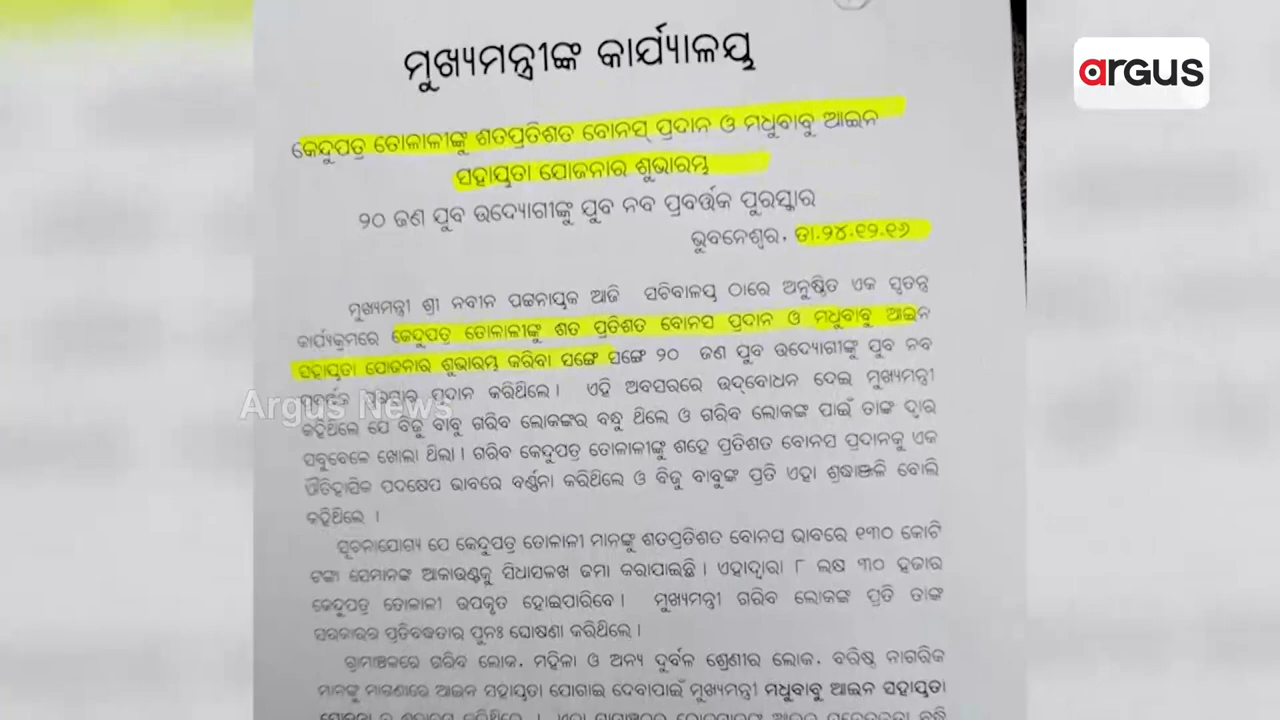 ମୁଖ୍ୟମନ୍ତ୍ରୀଙ୍କ କାର୍ଯ୍ୟାଳୟ
argus
କେନ୍ଦୁପତ୍ର ତୋଳାଳୀଙ୍କୁ ଶତପ୍ରତିଶତ ବୋନସ୍ ପ୍ରଦାନ ଓ ମଧୁବାବୁ ଆଇନ
ସହାୟତା ଯୋଜନାର ଶୁଭାରମ୍ଭ
୨୦ ଜଣ ଯୁବ ଉଦ୍ୟୋଗୀଙ୍କୁ ଯୁବ ନବ ପ୍ରବର୍ତ୍ତକ ପୁରସ୍କାର
ଭୁବନେଶ୍ୱର, ତା.୨୪.୧୨.୧୬
ମୁଖ୍ୟମନ୍ତ୍ରୀ ଶ୍ରୀ ନବୀନ ପଟ୍ଟନାୟକ ଆଜି ସଚିବାଳୟ ଠାରେ ଅନୁଷ୍ଠିତ ଏକ ସ୍ୱତନ୍ତ୍ର
କାର୍ଯ୍ୟକ୍ରମରେ କେନ୍ଦୁପତ୍ର ତୋଳାଳୀଙ୍କୁ ଶତ ପ୍ରତିଶତ ବୋନସ ପ୍ରଦାନ ଓ ମଧୁବାବୁ ଆଇନ
ସହାୟତା ଯୋଜନାର ଶୁଭାରମ୍ଭ କରିବା ସଙ୍ଗେ ସଙ୍ଗେ ୨୦ ଜଣ ଯୁବ ଉଦ୍ୟୋଗୀଙ୍କୁ ଯୁବ ନବ
ପ୍ରଦାନ କରିଥିଲେ । ଏହି ଅବସରରେ ଉଦ୍‌ବୋଧନ ଦେଇ ମୁଖ୍ୟମନ୍ତ୍ରୀ
Argus News
କହିଥିଲେ ଯେ ବିଜୁ ବାବୁ ଗରିବ ଲୋକଙ୍କର ବନ୍ଧୁ ଥିଲେ ଓ ଗରିବ ଲୋକଙ୍କ ପାଇଁ ତାଙ୍କ ଦ୍ୱାର
ସବୁବେଳେ ଖୋଲା ଥିଲା । ଗରିବ କେନ୍ଦୁପତ୍ର ତୋଳାଳୀଙ୍କୁ ଶହେ ପ୍ରତିଶତ ବୋନସ ପ୍ରଦାନକୁ ଏକ
ଐତିହାସିକ ପଦକ୍ଷେପ ଭାବରେ ବର୍ଣ୍ଣନା କରିଥିଲେ ଓ ବିଜୁ ବାବୁଙ୍କ ପ୍ରତି ଏହା ଶ୍ରଦ୍ଧାଞ୍ଜଳି ବୋଲି
କହିଥିଲେ ।
ସୂଚନାଯୋଗ୍ୟ ଯେ କେନ୍ଦୁପତ୍ର ତୋଳାଳୀ ମାନଙ୍କୁ ଶତପ୍ରତିଶତ ବୋନସ ଭାବରେ ୧୩୦ କୋଟି
ଟଙ୍କା ସେମାନଙ୍କ ଆକାଉଣ୍ଟକୁ ସିଧାସଳଖ ଜମା କରାଯାଇଛି । ଏହାଦ୍ୱାରା ୮ ଲକ୍ଷ ୩୦ ହଜାର
କେନ୍ଦୁପତ୍ର ତୋଳାଳୀ ଉପକୃତ ହୋଇପାରିବେ । ମୁଖ୍ୟମନ୍ତ୍ରୀ ଗରିବ ଲୋକଙ୍କ ପ୍ରତି ତାଙ୍କ
ସରକାରର ପ୍ରତିବଦ୍ଧତାର ପୁନଃ ଘୋଷଣା କରିଥିଲେ ।
ଗ୍ରାମାଞ୍ଚଳରେ ଗରିବ ଲୋକ, ମହିଳା ଓ ଅନ୍ୟ ଦୁର୍ବଳ ଶ୍ରେଣୀର ଲୋକ, ବରିଷ୍ଠ ନାଗରିକ
ମାନଙ୍କୁ ମାଗଣାରେ ଆଇନ ସହାୟତା ଯୋଗାଇ ଦେବାପାଇଁ ମୁଖ୍ୟମନ୍ତ୍ରୀ ମଧୁବାବୁ ଆଇନ ସହାୟତା